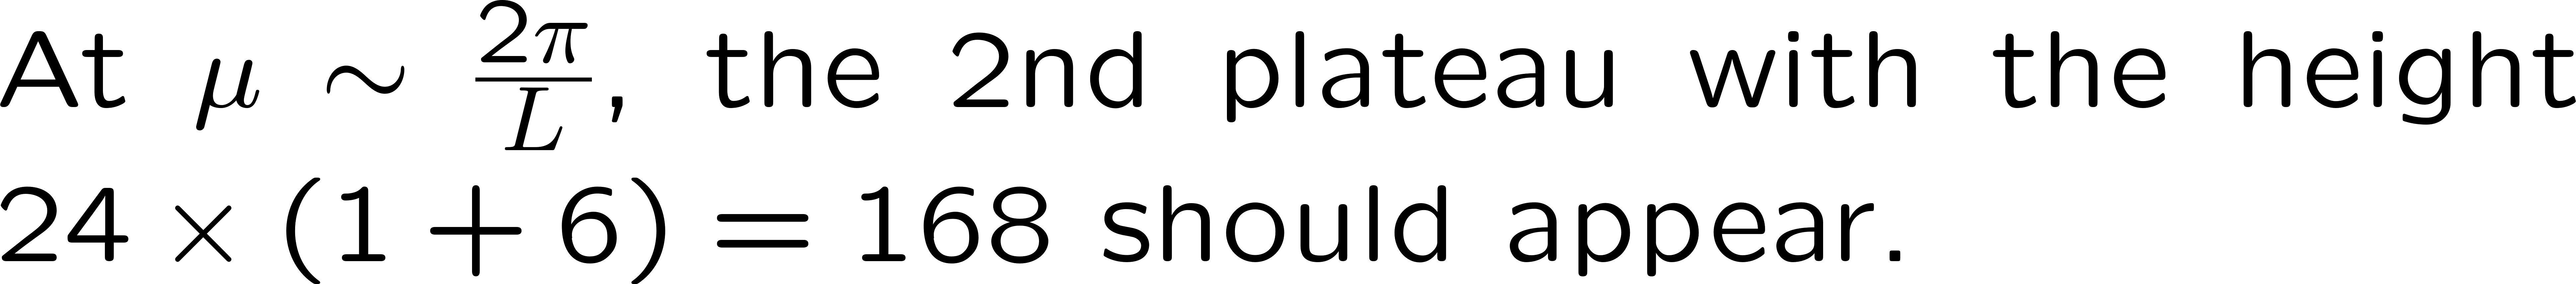 At μ ∼ 2π/L, the 2nd plateau with the height
24 × (1 + 6) = 168 should appear.